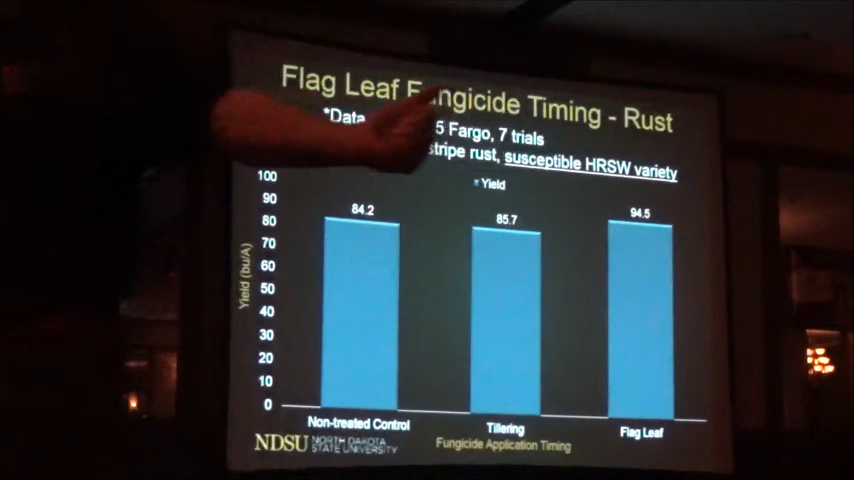 Flag Leaf Fungicide Timing - Rust
*Data 5 Fargo, 7 trials
stripe rust, susceptible HRSW variety
Yield
100
90
80
70
60
50
40
30
20
10
0
Yield (bu/A)
84.2
85.7
94.5
Non-treated Control
Tillering
Flag Leaf
Fungicide Application Timing
NDSU NORTH DAKOTA
STATE UNIVERSITY